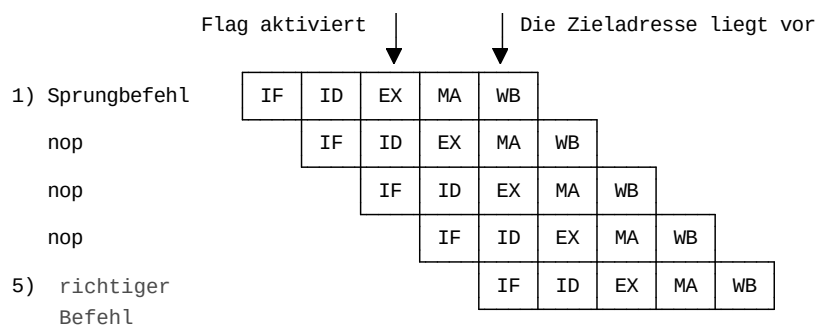 Flag aktiviert Die Zieladresse liegt vor
1) Sprungbefehl IF ID EX MA WB
nop IF ID EX MA WB
nop IF ID EX MA WB
nop IF ID EX MA WB
5) richtiger IF ID EX MA WB
Befehl